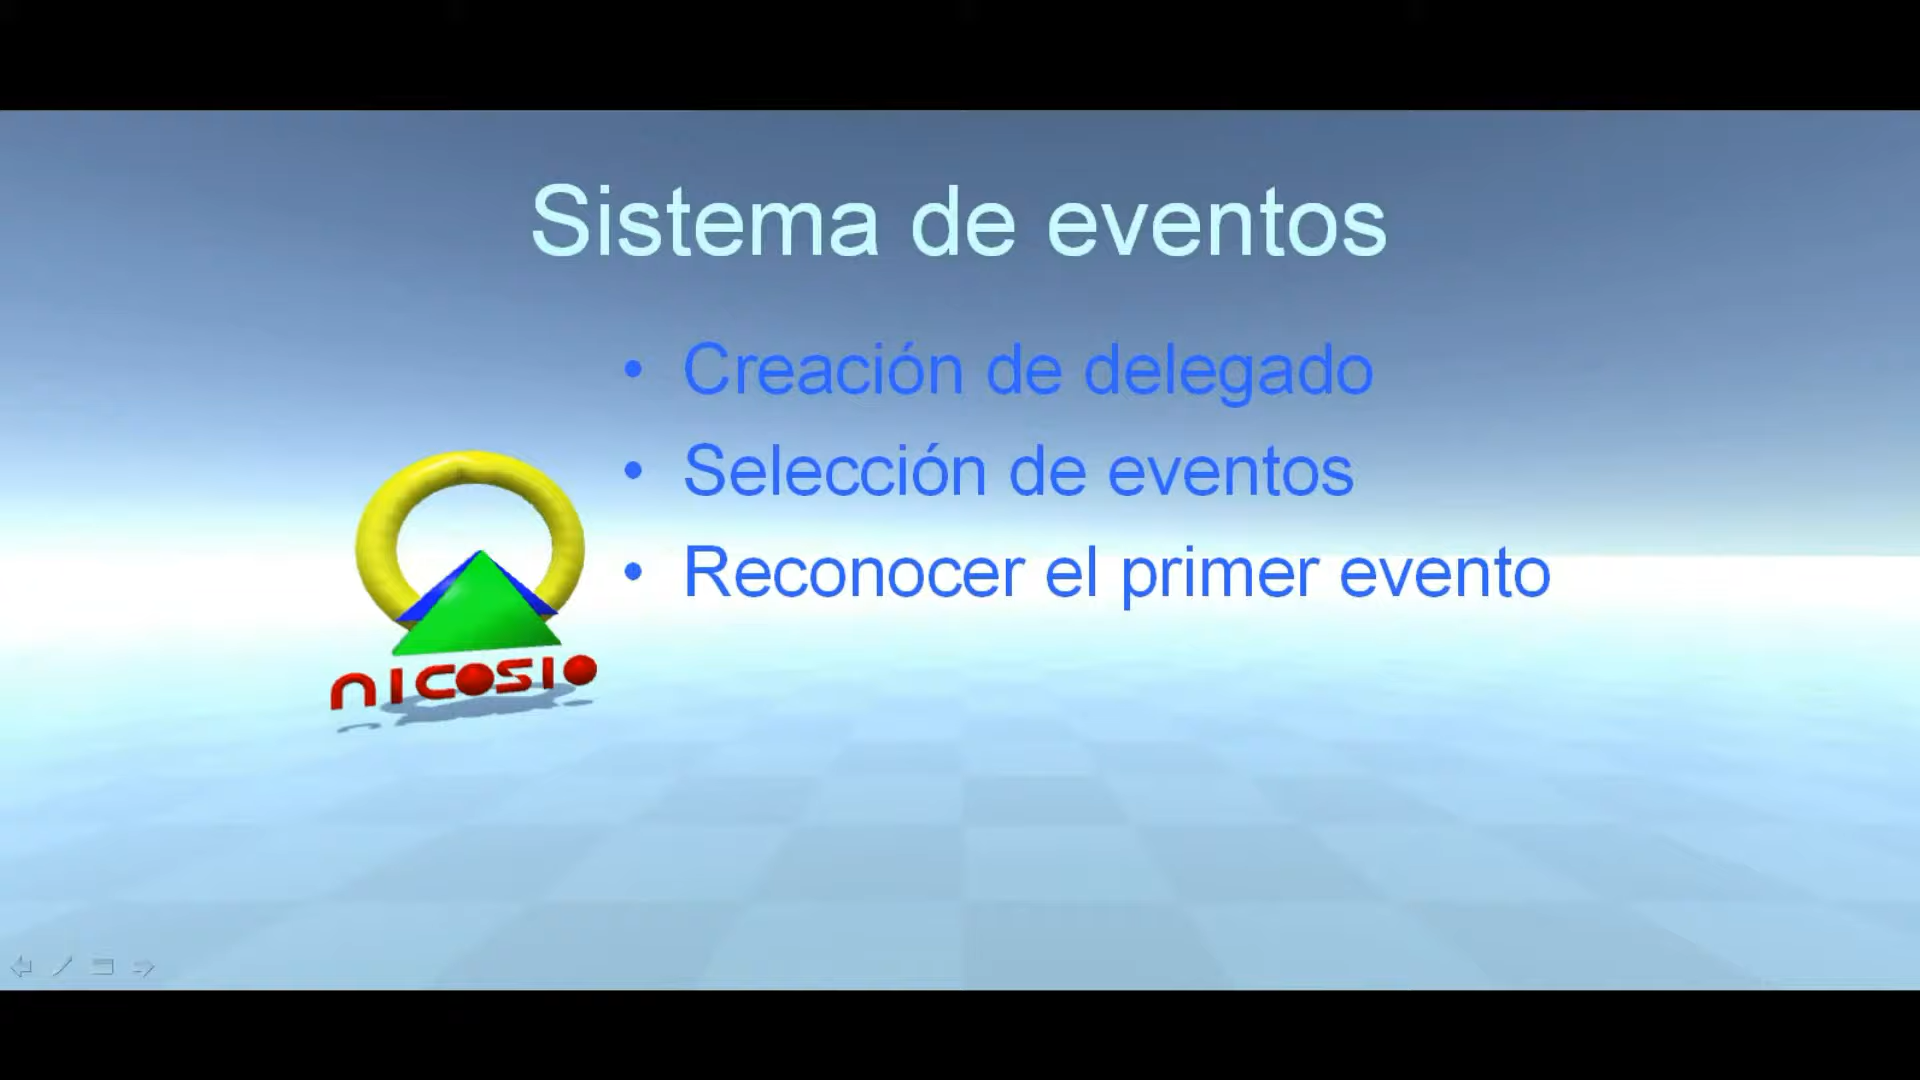 Sistema de eventos
• Creación de delegado
• Selección de eventos
• Reconocer el primer evento
nicosio